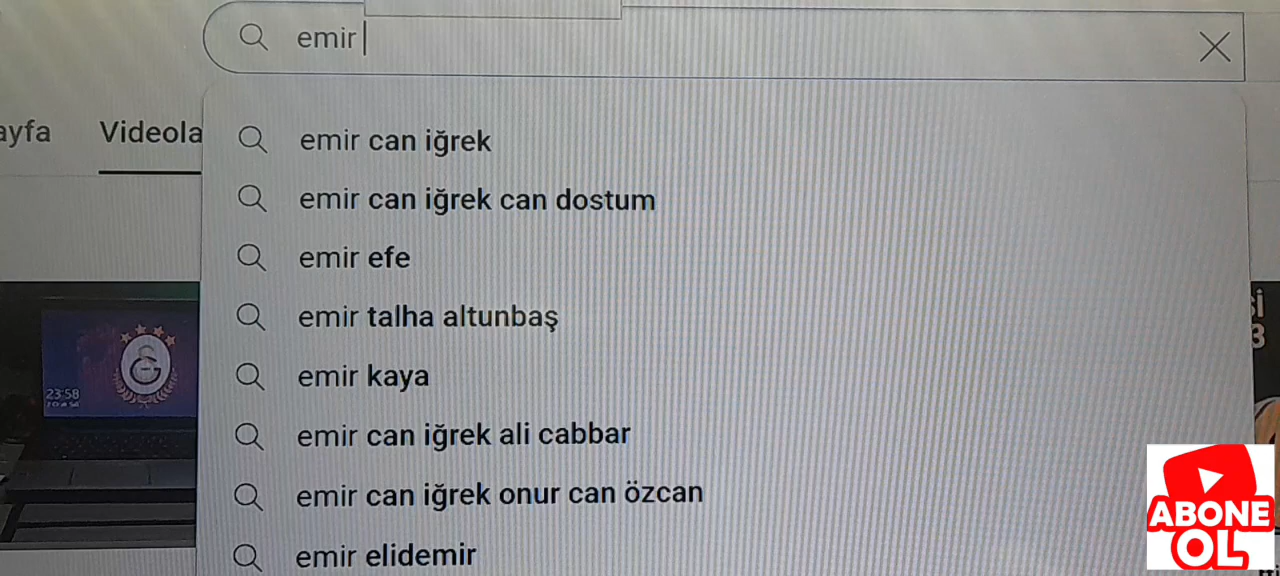 emir
ayfa
Videola
emir can iğrek
emir can iğrek can dostum
emir efe
emir talha altunbaş
emir kaya
emir can iğrek ali cabbar
emir can iğrek onur can özcan
emir elidemir
23:58
ABONE
OL